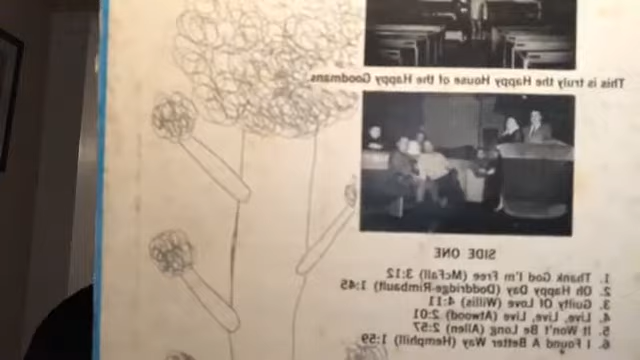 This is truly the Happy House of the Happy Goodmans
SIDE ONE
1. Thank God I'm Free (McFall) 3:12
2. Oh Happy Day (Doddridge-Rimbault) 1:45
3. Guilty Of Love (Willis) 4:11
4. Live, Live, Live (Atwood) 2:01
5. It Won't Be Long (Allen) 2:57
6. I Found A Better Way (Hemphill) 1:59